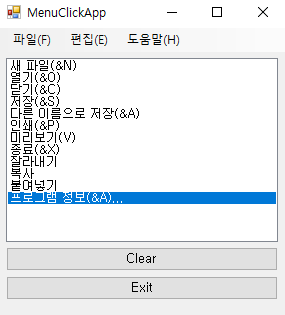 MenuClickApp
파일(F) 편집(E) 도움말(H)
새 파일(&N)
열기(&O)
닫기(&C)
저장(&S)
다른 이름으로 저장(&A)
인쇄(&P)
미리보기(V)
종료(&X)
잘라내기
복사
붙여넣기
프로그램 정보(&A)...
Clear
Exit